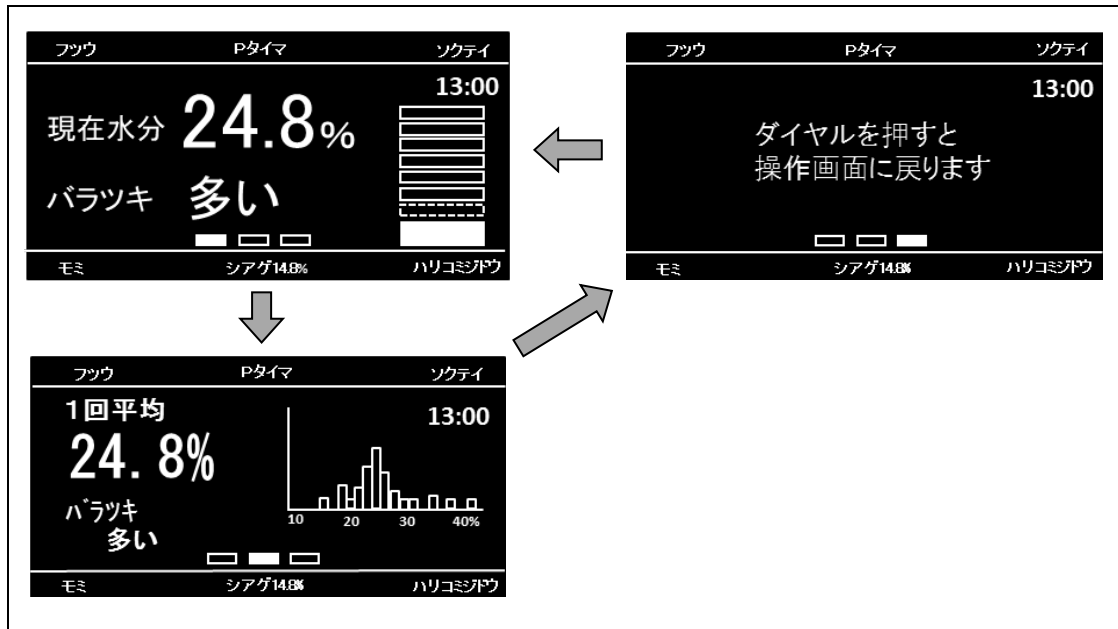 フツウ Pタイマ ソクテイ
13:00
現在水分 24.8%
バラツキ 多い
モミ シアゲ14.8% ハリコミジドウ
フツウ Pタイマ ソクテイ
13:00
ダイヤルを押すと
操作画面に戻ります
モミ シアゲ14.8% ハリコミジドウ
フツウ Pタイマ ソクテイ
1回平均
13:00
24.8%
バラツキ
多い
10 20 30 40%
モミ シアゲ14.8% ハリコミジドウ